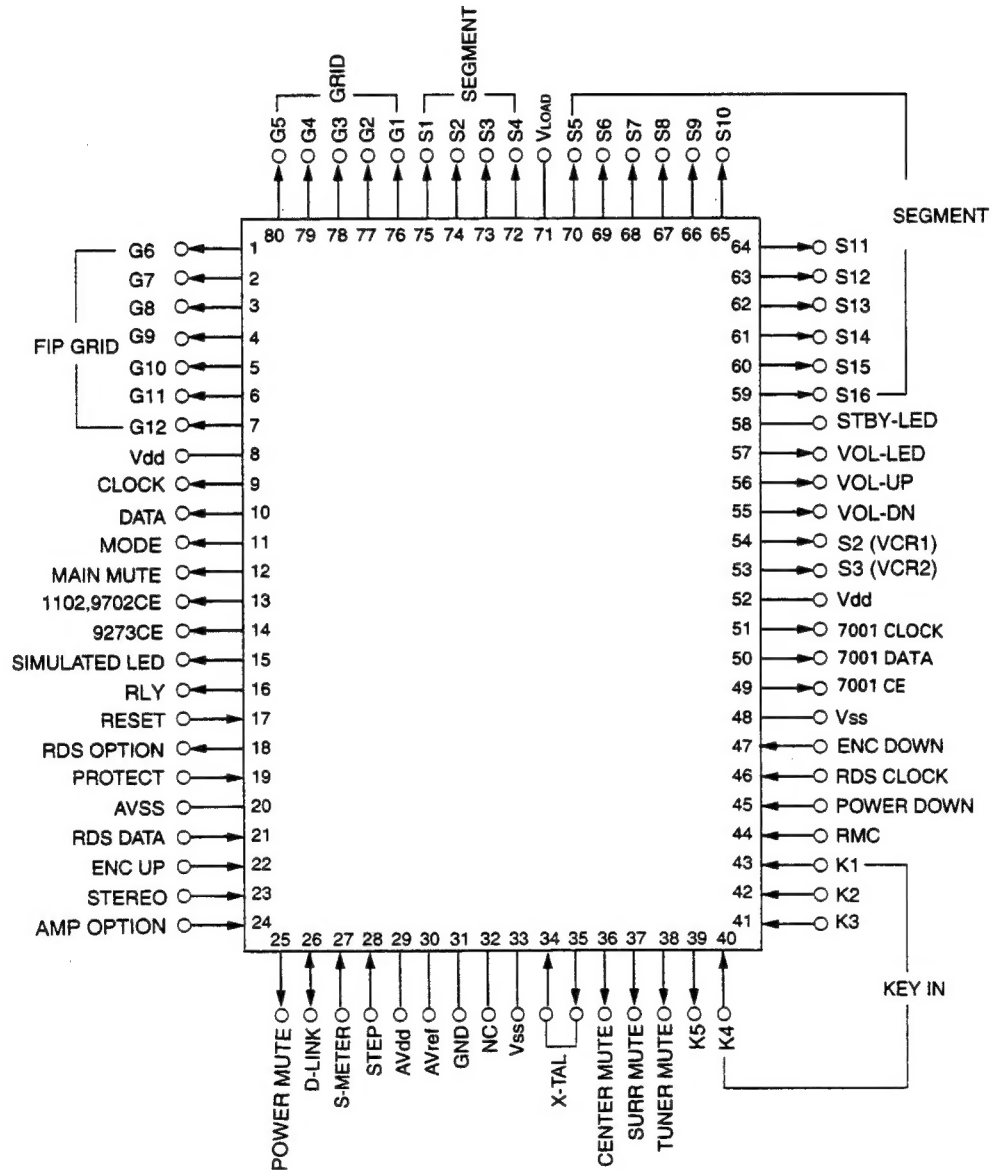 GRID
SEGMENT
G5 G4 G3 G2 G1 S1 S2 S3 S4 VLOAD S5 S6 S7 S8 S9 S10
80 79 78 77 76 75 74 73 72 71 70 69 68 67 66 65
SEGMENT
FIP GRID
G6 1
G7 2
G8 3
G9 4
G10 5
G11 6
G12 7
Vdd 8
CLOCK 9
DATA 10
MODE 11
MAIN MUTE 12
1102,9702CE 13
9273CE 14
SIMULATED LED 15
RLY 16
RESET 17
RDS OPTION 18
PROTECT 19
AVSS 20
RDS DATA 21
ENC UP 22
STEREO 23
AMP OPTION 24
64 S11
63 S12
62 S13
61 S14
60 S15
59 S16
58 STBY-LED
57 VOL-LED
56 VOL-UP
55 VOL-DN
54 S2 (VCR1)
53 S3 (VCR2)
52 Vdd
51 7001 CLOCK
50 7001 DATA
49 7001 CE
48 Vss
47 ENC DOWN
46 RDS CLOCK
45 POWER DOWN
44 RMC
43 K1
42 K2
41 K3
KEY IN
25 26 27 28 29 30 31 32 33 34 35 36 37 38 39 40
POWER MUTE
D-LINK
S-METER
STEP
AVdd
AVref
GND
NC
Vss
X-TAL
CENTER MUTE
SURR MUTE
TUNER MUTE
K5
K4